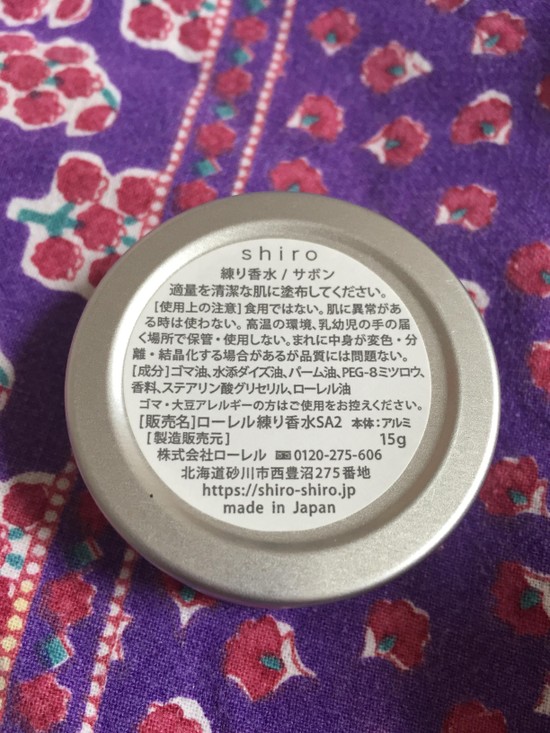 shiro
練り香水 / サボン
適量を清潔な肌に塗布してください。
[使用上の注意] 食用ではない。肌に異常があ
る時は使わない。高温の環境、乳幼児の手の届
く場所で保管・使用しない。まれに中身が変色・分
離・結晶化する場合があるが品質には問題ない。
[成分] ゴマ油、水添ダイズ油、パーム油、PEG-8ミツロウ、
香料、ステアリン酸グリセリル、ローレル油
ゴマ・大豆アレルギーの方はご使用をお控えください。
[販売名] ローレル練り香水SA2 本体:アルミ
[製造販売元] 15g
株式会社ローレル 0120-275-606
北海道砂川市西豊沼275番地
https://shiro-shiro.jp
made in Japan